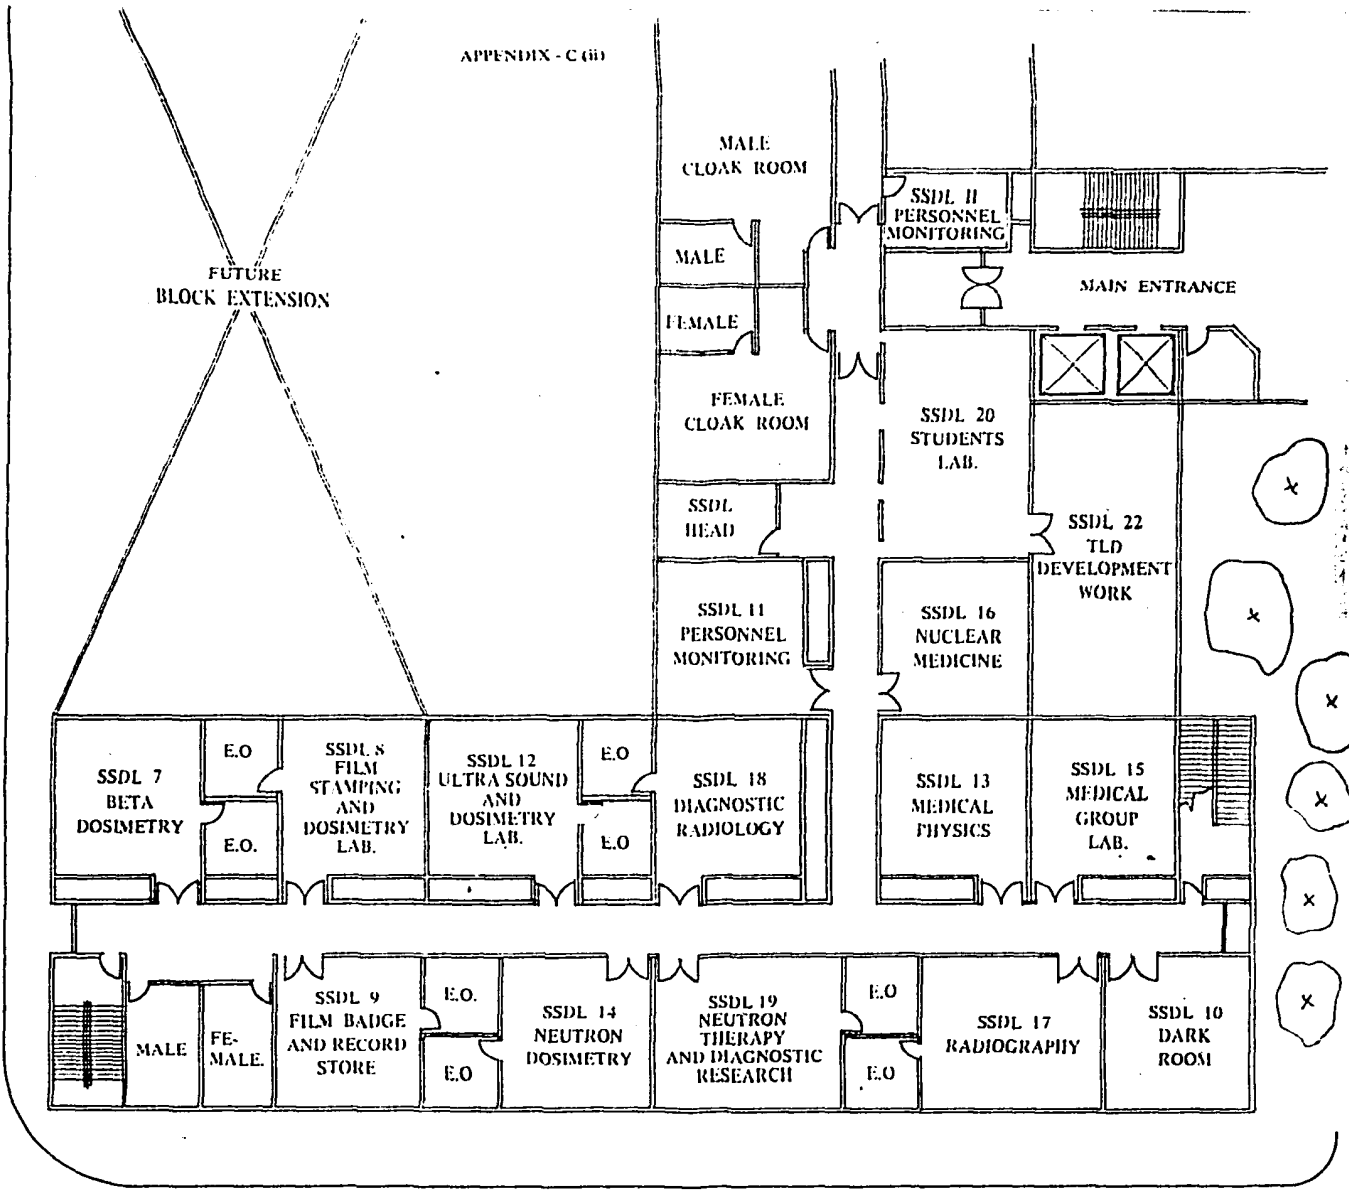 APPENDIX - C (ii)
MALE
CLOAK ROOM
SSDL 11
PERSONNEL
MONITORING
MALE
FUTURE
BLOCK EXTENSION
MAIN ENTRANCE
FEMALE
FEMALE
CLOAK ROOM
SSDL 20
STUDENTS
LAB.
SSDL
HEAD
SSDL 22
TLD
DEVELOPMENT
WORK
SSDL 11
PERSONNEL
MONITORING
SSDL 16
NUCLEAR
MEDICINE
SSDL 7
BETA
DOSIMETRY
E.O
E.O.
SSDL 8
FILM
STAMPING
AND
DOSIMETRY
LAB.
SSDL 12
ULTRA SOUND
AND
DOSIMETRY
LAB.
E.O
E.O
SSDL 18
DIAGNOSTIC
RADIOLOGY
SSDL 13
MEDICAL
PHYSICS
SSDL 15
MEDICAL
GROUP
LAB.
MALE
FE-
MALE.
SSDL 9
FILM BADGE
AND RECORD
STORE
E.O.
E.O
SSDL 14
NEUTRON
DOSIMETRY
SSDL 19
NEUTRON
THERAPY
AND DIAGNOSTIC
RESEARCH
E.O
E.O
SSDL 17
RADIOGRAPHY
SSDL 10
DARK
ROOM